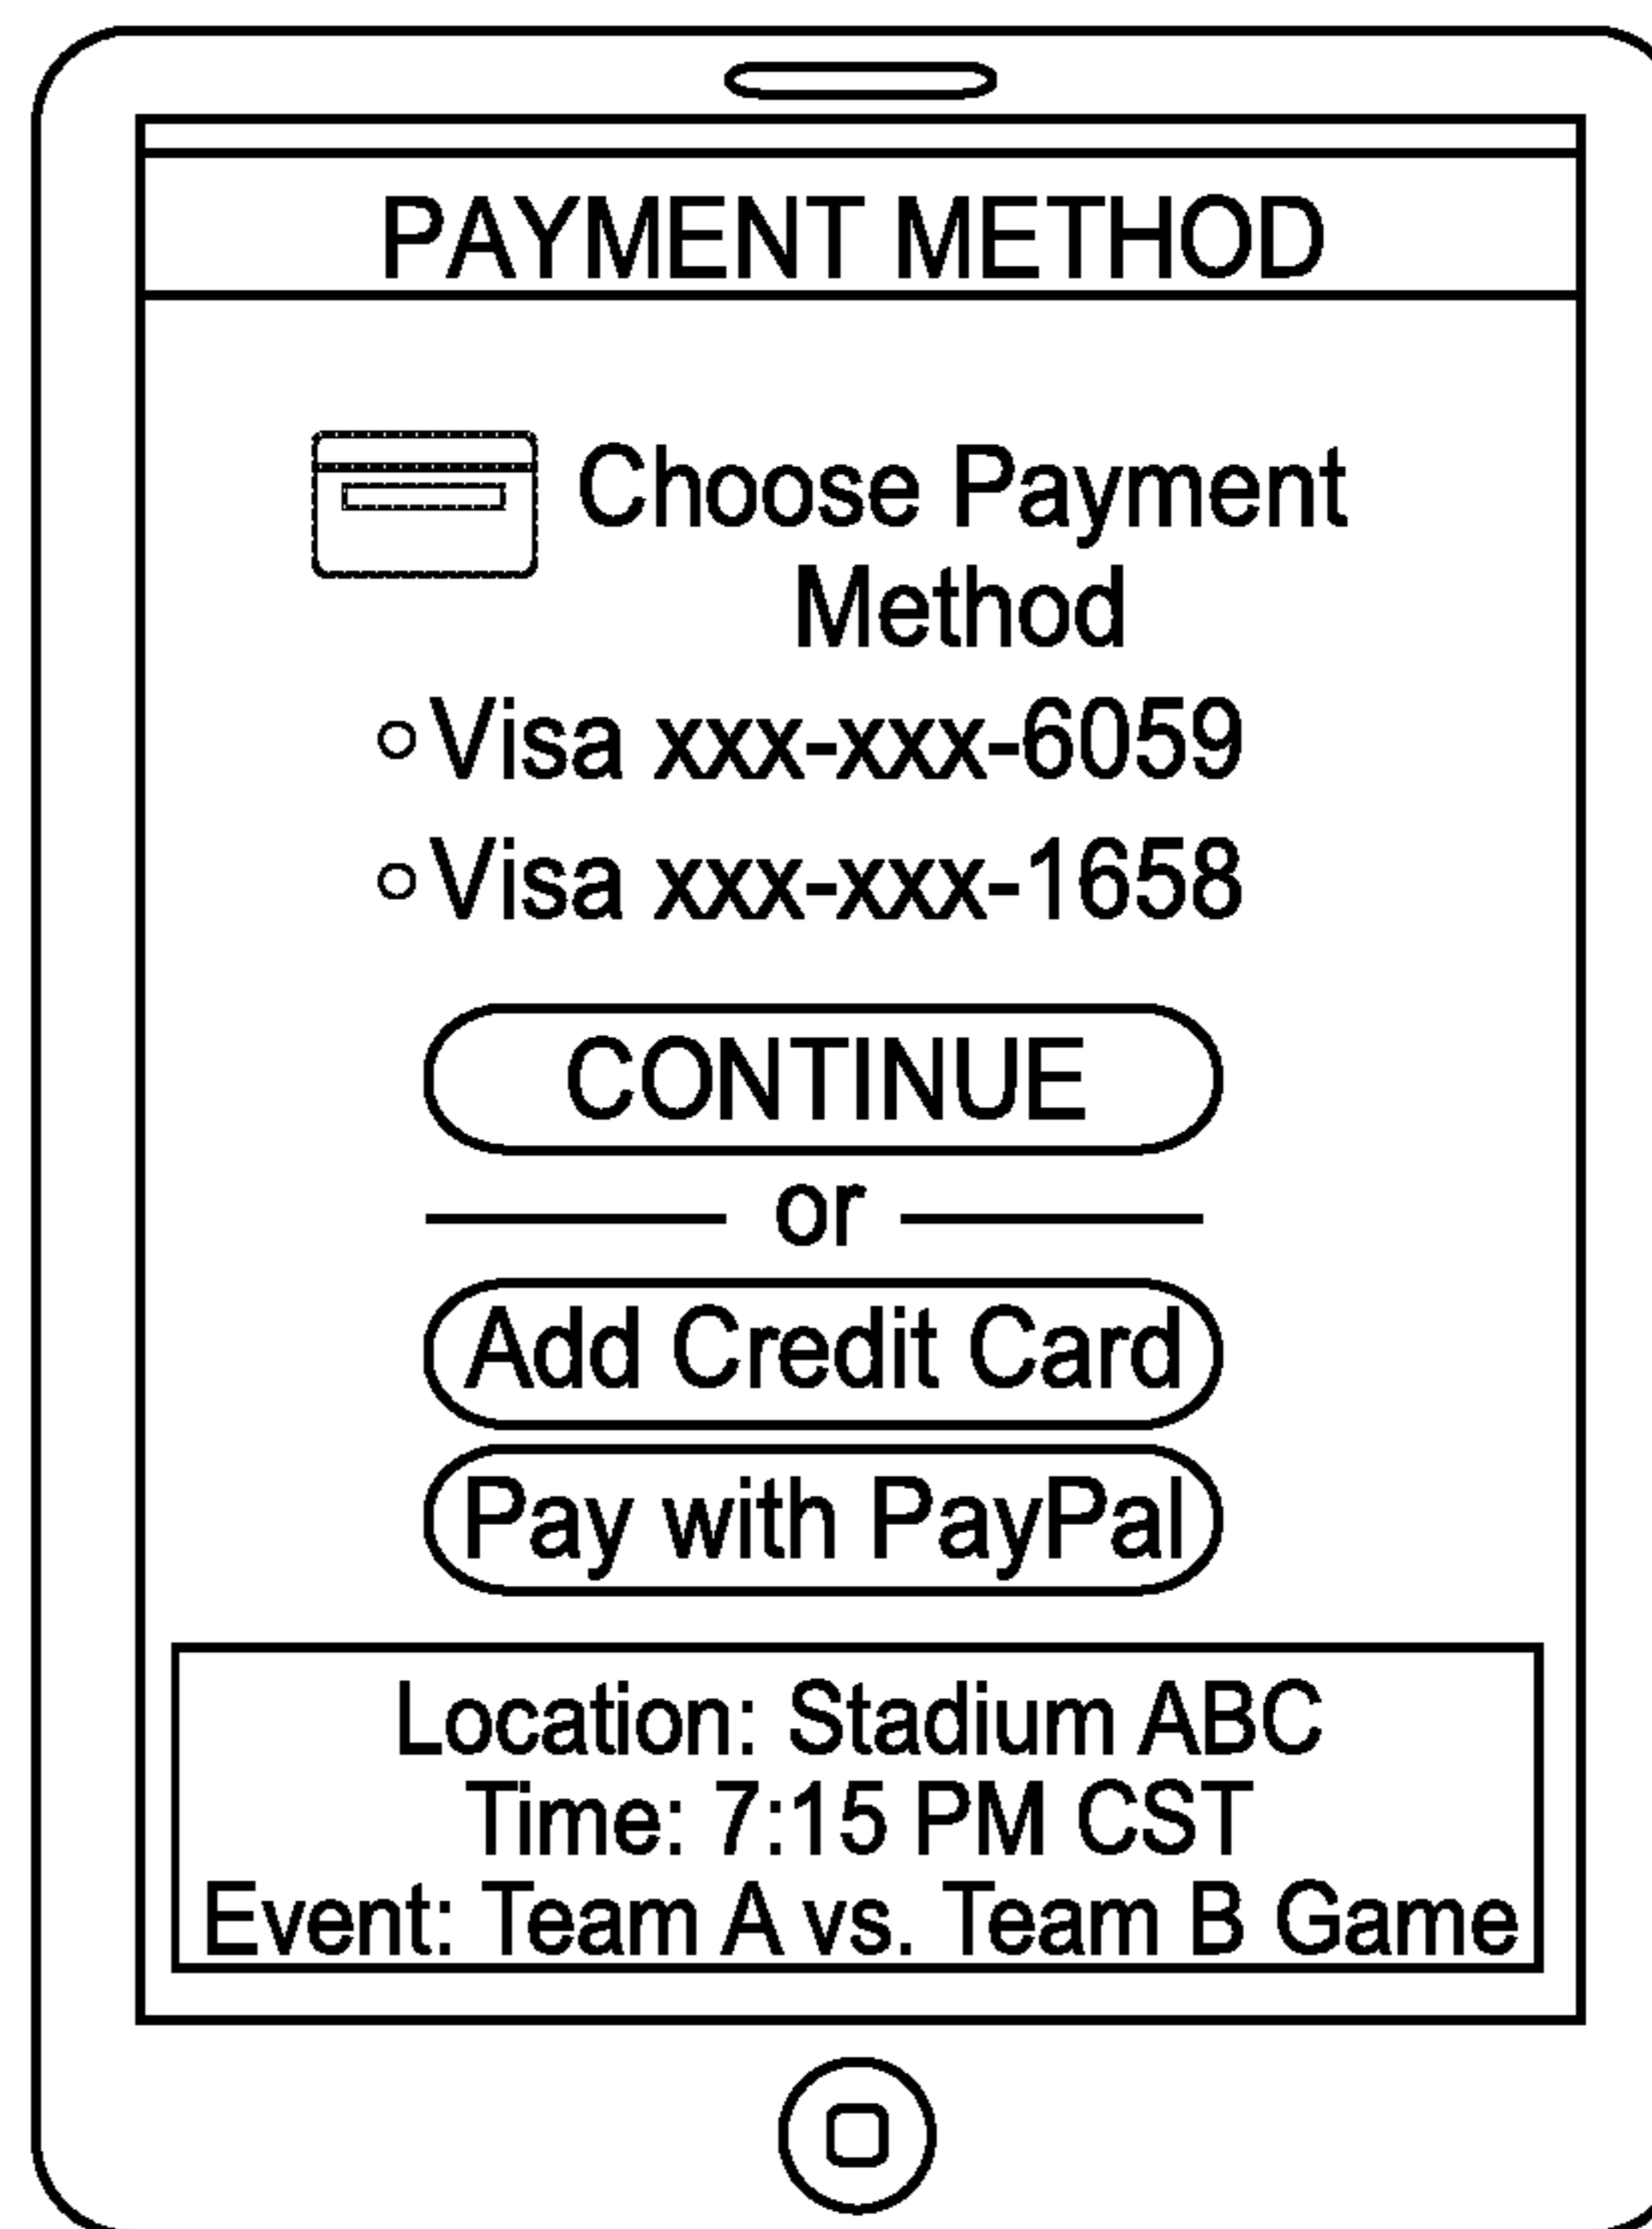 PAYMENT METHOD
Choose Payment
Method
Visa xxx-xxx-6059
Visa xxx-xxx-1658
CONTINUE
or
Add Credit Card
Pay with PayPal
Location: Stadium ABC
Time: 7:15 PM CST
Event: Team A vs. Team B Game